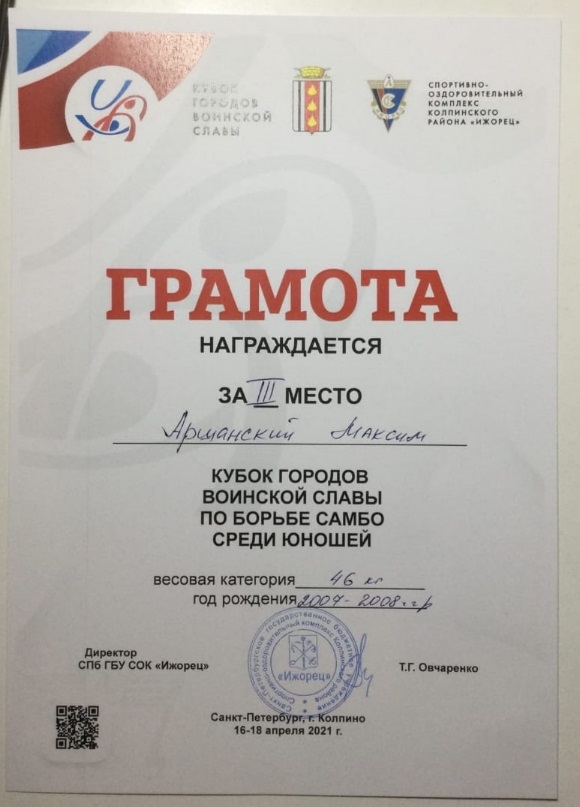 КУБОК
ГОРОДОВ
ВОИНСКОЙ
СЛАВЫ
СПОРТИВНО-
ОЗДОРОВИТЕЛЬНЫЙ
КОМПЛЕКС
КОЛПИНСКОГО
РАЙОНА «ИЖОРЕЦ»
ГРАМОТА
НАГРАЖДАЕТСЯ
ЗА III МЕСТО
Арманский Максим
КУБОК ГОРОДОВ
ВОИНСКОЙ СЛАВЫ
ПО БОРЬБЕ САМБО
СРЕДИ ЮНОШЕЙ
весовая категория 46 кг
год рождения 2007-2008 г.р
Директор
СПб ГБУ СОК «Ижорец»
Т.Г. Овчаренко
«Ижорец»
Санкт-Петербург, г. Колпино
16-18 апреля 2021 г.